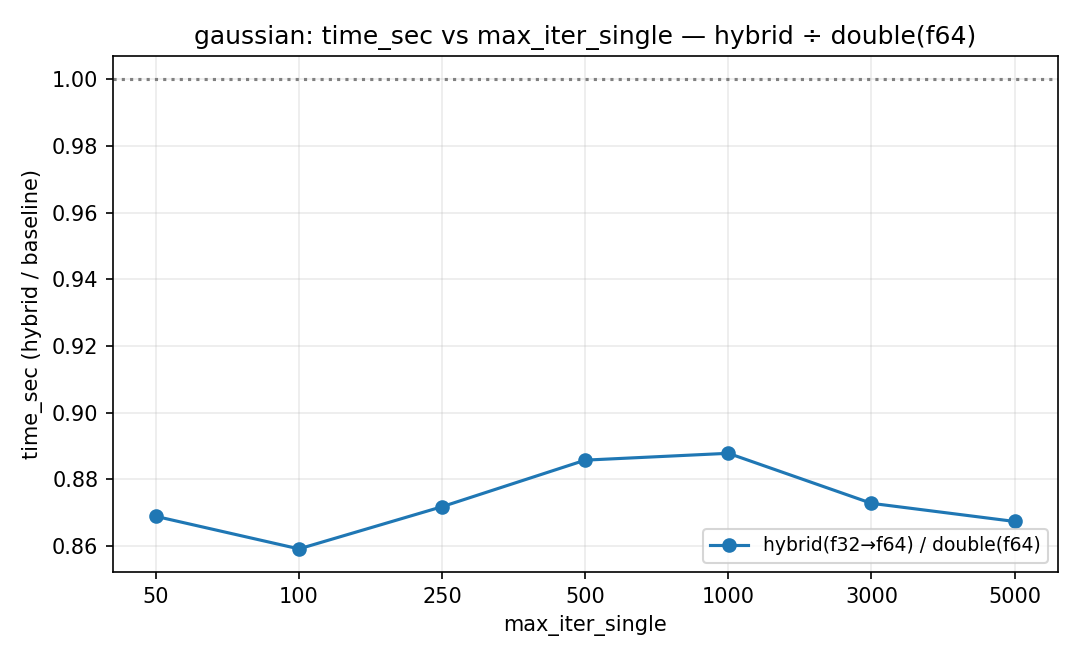 gaussian: time_sec vs max_iter_single — hybrid ÷ double(f64)
time_sec (hybrid / baseline)
1.00
0.98
0.96
0.94
0.92
0.90
0.88
0.86
hybrid(f32→f64) / double(f64)
50 100 250 500 1000 3000 5000
max_iter_single